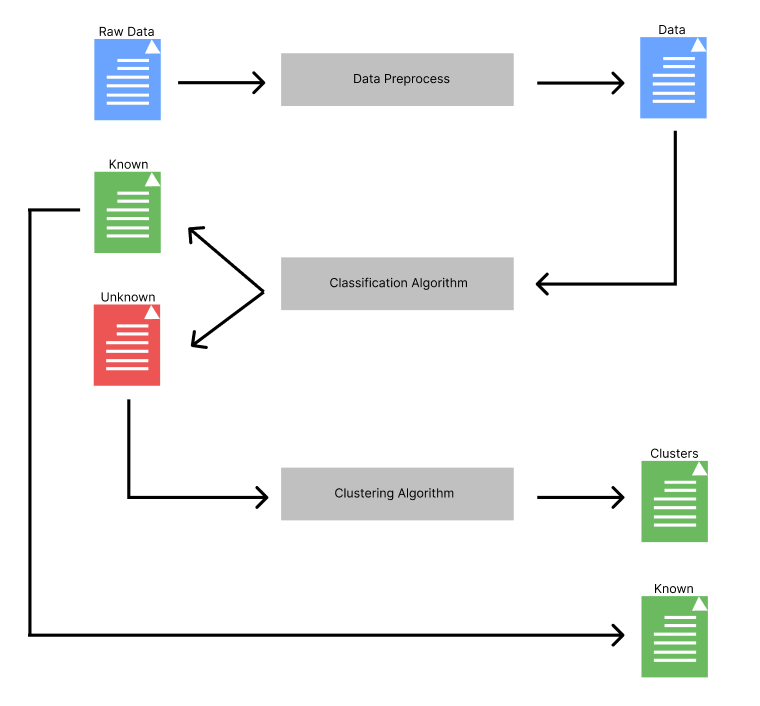 Raw Data
Data Preprocess
Data
Known
Classification Algorithm
Unknown
Clustering Algorithm
Clusters
Known